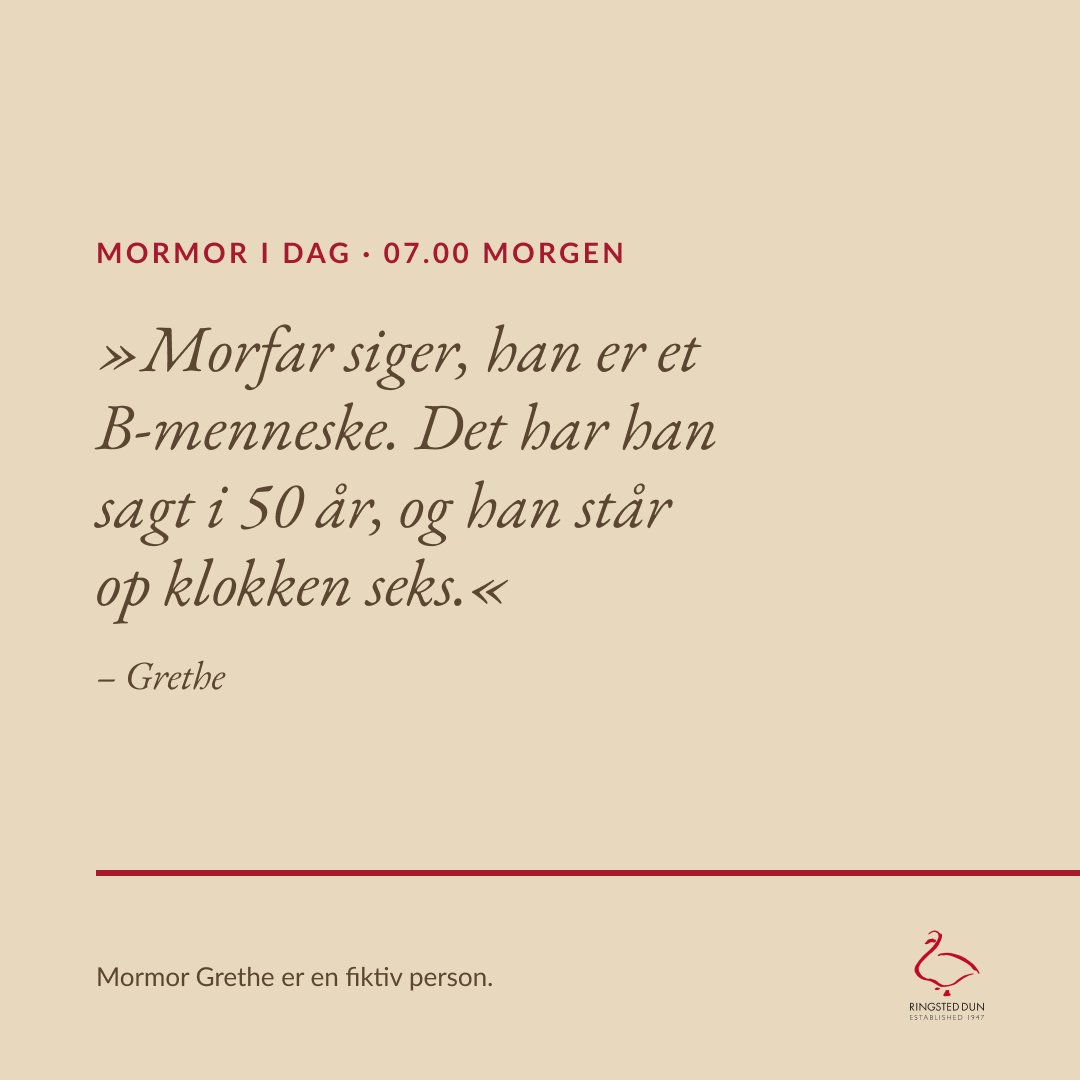 MORMOR I DAG · 07.00 MORGEN
»Morfar siger, han er et
B-menneske. Det har han
sagt i 50 år, og han står
op klokken seks.«
– Grethe
Mormor Grethe er en fiktiv person.
RINGSTED DUN
ESTABLISHED 1947